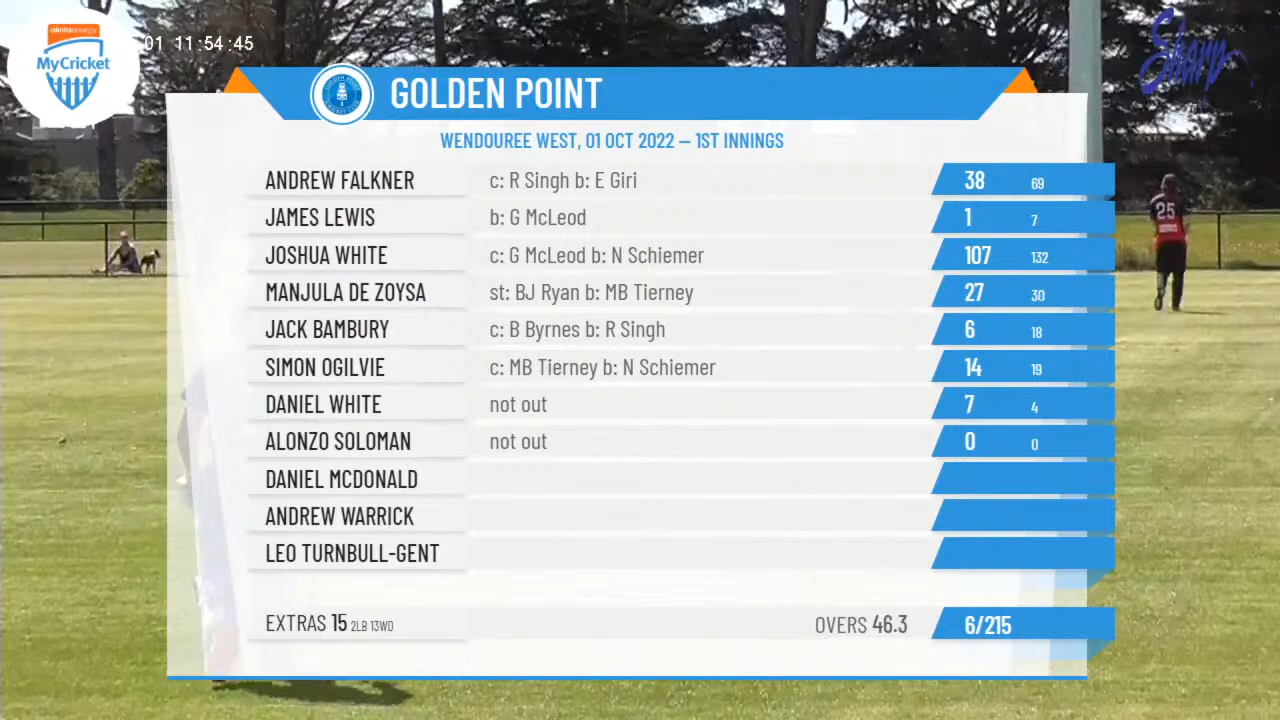 alintaenergy
MyCricket
01 11:54:45
Sharp
GOLDEN POINT
WENDOUREE WEST, 01 OCT 2022 – 1ST INNINGS
ANDREW FALKNER c: R Singh b: E Giri 38 69
JAMES LEWIS b: G McLeod 1 7
JOSHUA WHITE c: G McLeod b: N Schiemer 107 132
MANJULA DE ZOYSA st: BJ Ryan b: MB Tierney 27 30
JACK BAMBURY c: B Byrnes b: R Singh 6 18
SIMON OGILVIE c: MB Tierney b: N Schiemer 14 19
DANIEL WHITE not out 7 4
ALONZO SOLOMAN not out 0 0
DANIEL MCDONALD
ANDREW WARRICK
LEO TURNBULL-GENT
EXTRAS 15 2LB 13WD OVERS 46.3 6/215
25